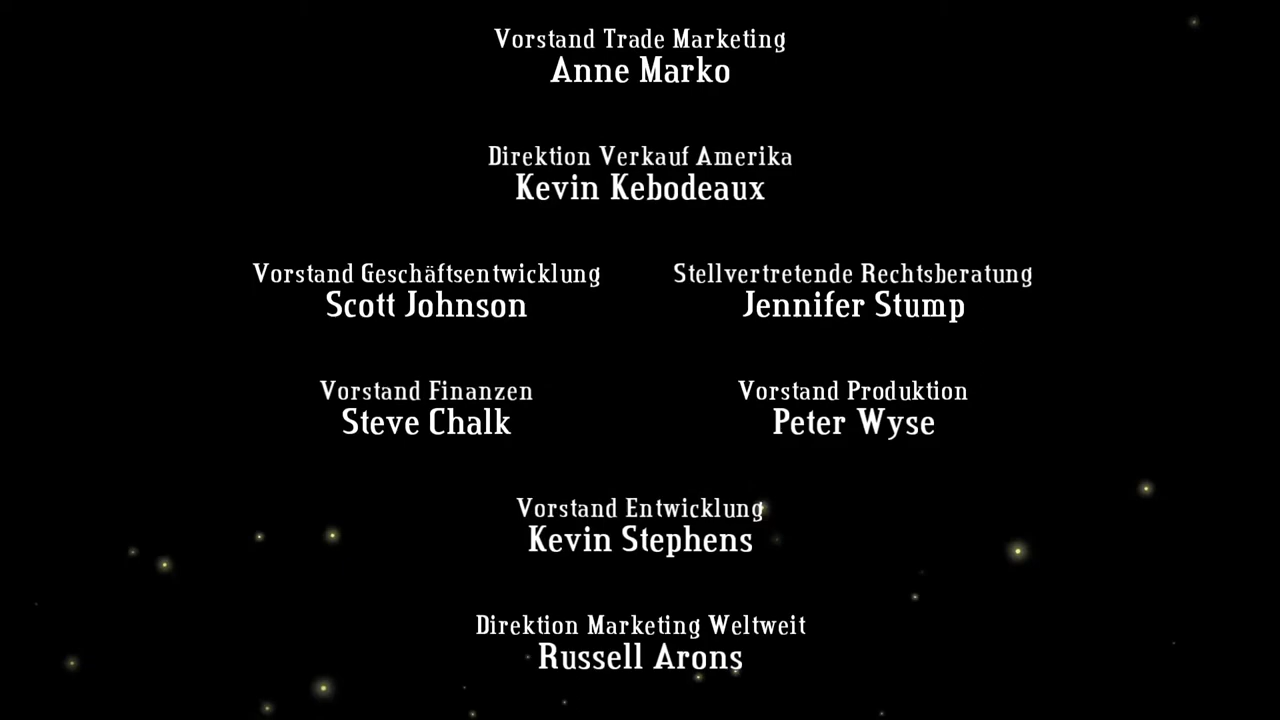 Vorstand Trade Marketing
Anne Marko
Direktion Verkauf Amerika
Kevin Kebodeaux
Vorstand Geschäftsentwicklung
Scott Johnson
Stellvertretende Rechtsberatung
Jennifer Stump
Vorstand Finanzen
Steve Chalk
Vorstand Produktion
Peter Wyse
Vorstand Entwicklung
Kevin Stephens
Direktion Marketing Weltweit
Russell Arons